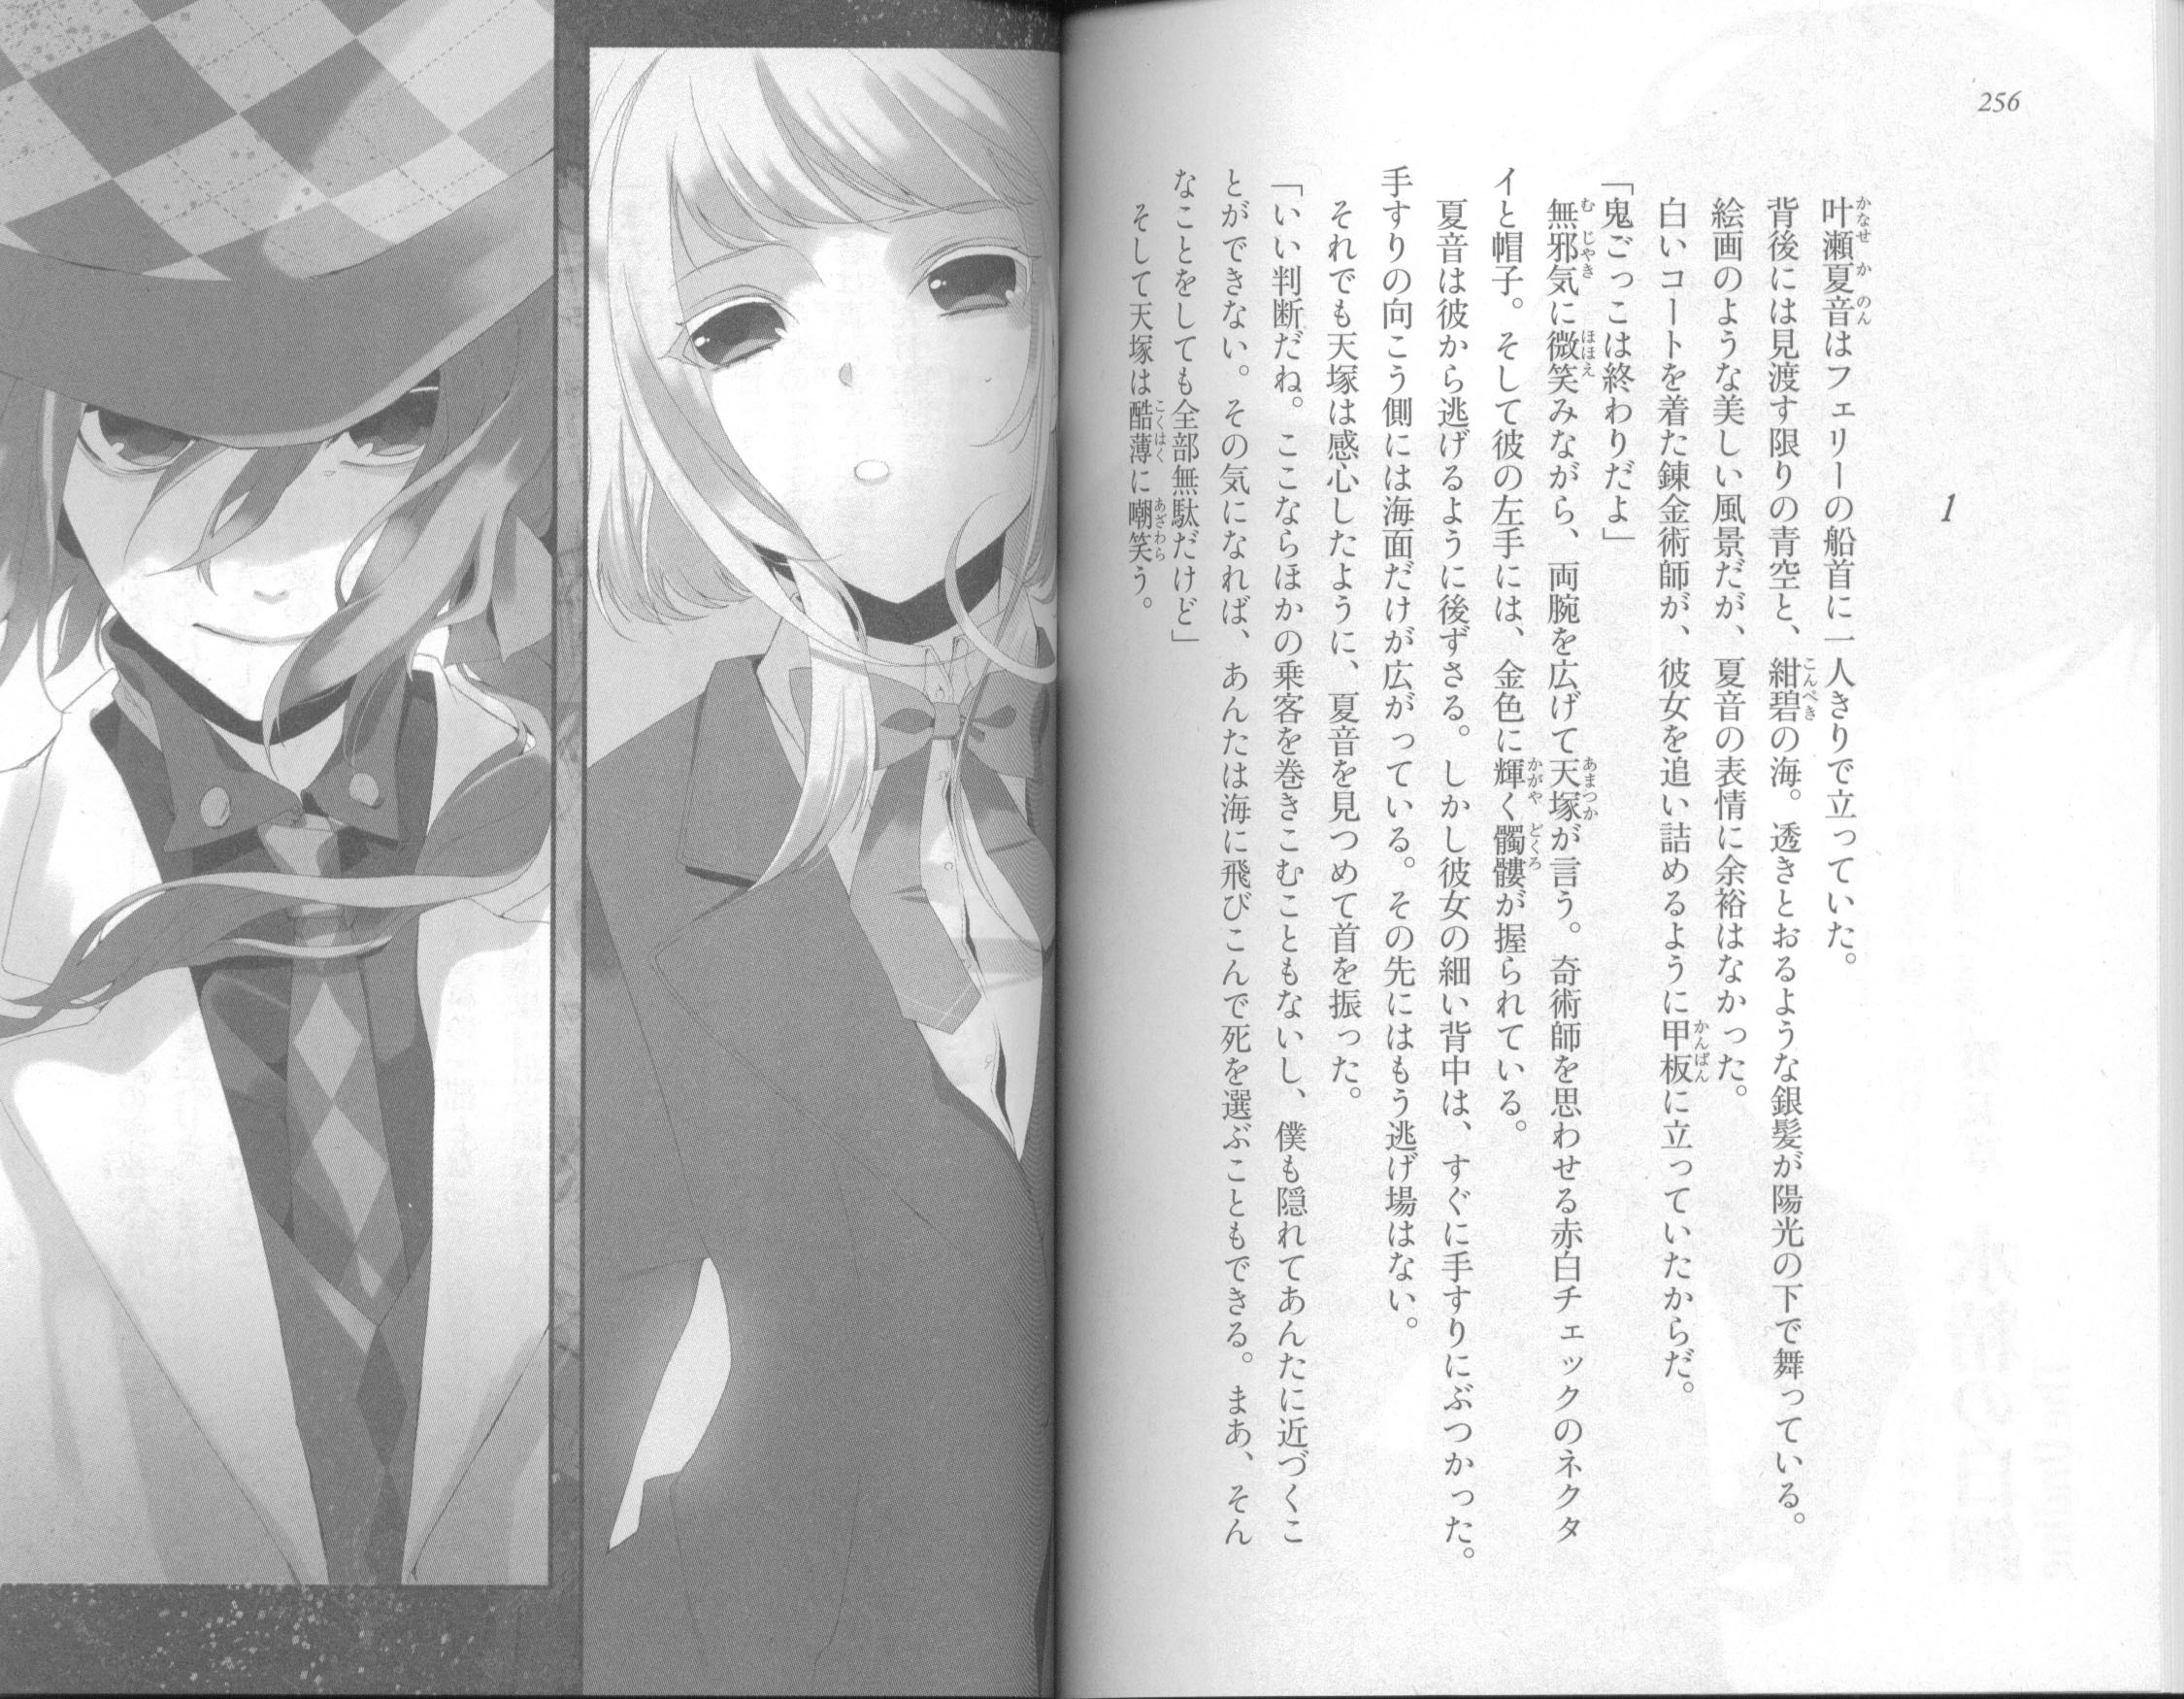 256
1
叶瀬夏音はフェリーの船首に一人きりで立っていた。
背後には見渡す限りの青空と、紺碧の海。透きとおるような銀髪が陽光の下で舞っている。
絵画のような美しい風景だが、夏音の表情に余裕はなかった。
白いコートを着た錬金術師が、彼女を追い詰めるように甲板に立っていたからだ。
「鬼ごっこは終わりだよ」
無邪気に微笑みながら、両腕を広げて天塚が言う。奇術師を思わせる赤白チェックのネクタ
イと帽子。そして彼の左手には、金色に輝く髑髏が握られている。
夏音は彼から逃げるように後ずさる。しかし彼女の細い背中は、すぐに手すりにぶつかった。
手すりの向こう側には海面だけが広がっている。その先にはもう逃げ場はない。
それでも天塚は感心したように、夏音を見つめて首を振った。
「いい判断だね。ここならほかの乗客を巻きこむこともないし、僕も隠れてあんたに近づくこ
とができない。その気になれば、あんたは海に飛びこんで死を選ぶこともできる。まあ、そん
なことをしても全部無駄だけど」
そして天塚は酷薄に嘲笑う。